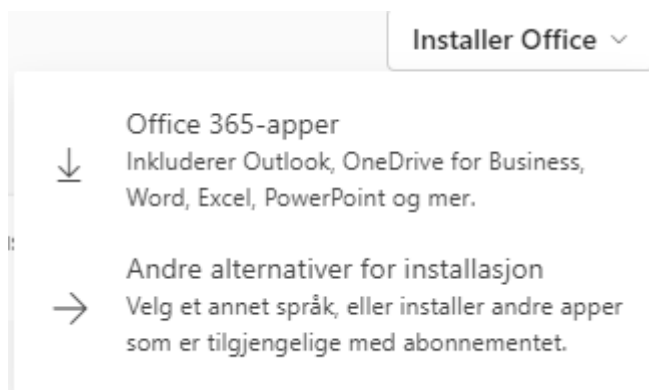 Installer Office
Office 365-apper
Inkluderer Outlook, OneDrive for Business,
Word, Excel, PowerPoint og mer.
Andre alternativer for installasjon
Velg et annet språk, eller installer andre apper
som er tilgjengelige med abonnementet.